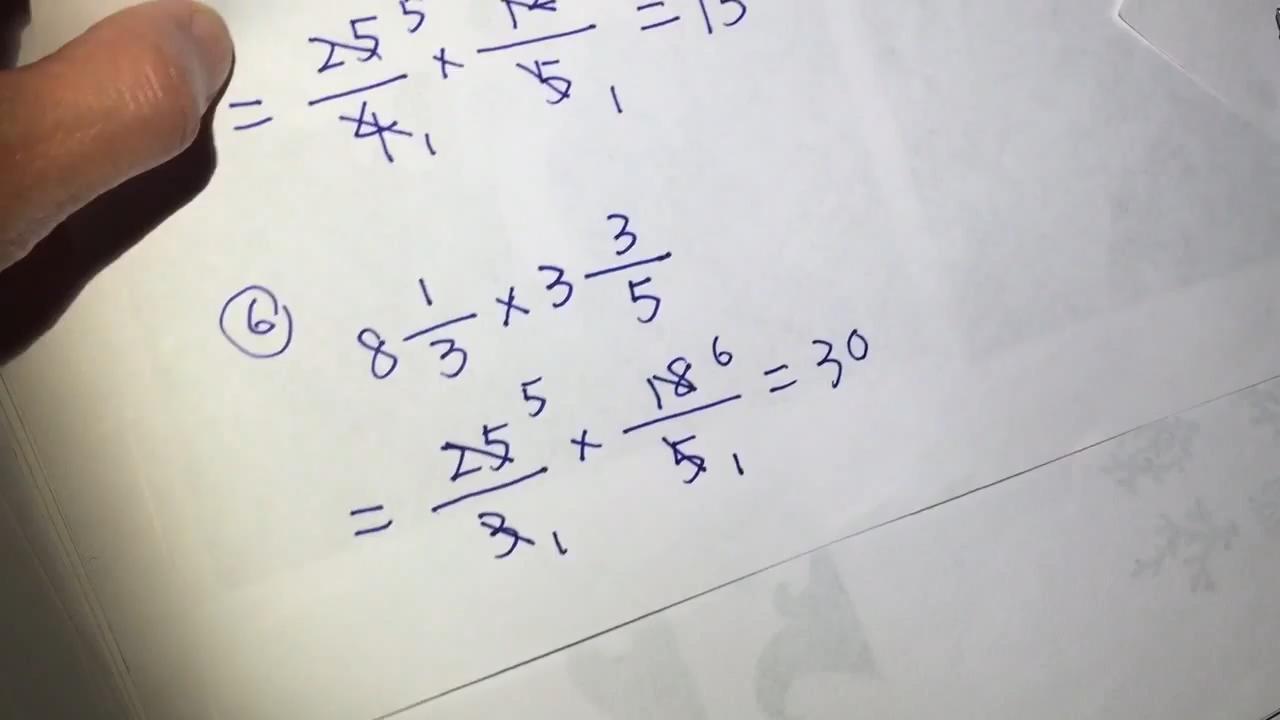 = 25 5/4 1 × 12/5 1 = 15
⑥ 8 1/3 × 3 3/5
= 25 5/3 1 × 18 6/5 1 = 30